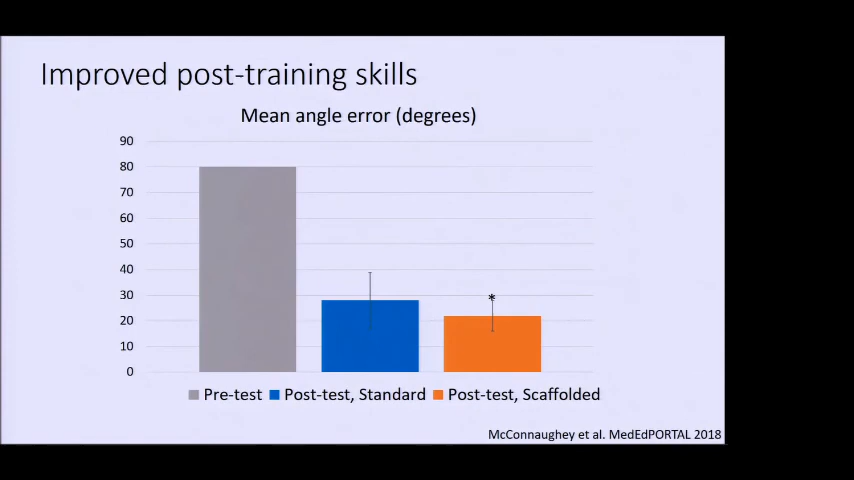 Improved post-training skills
Mean angle error (degrees)
90
80
70
60
50
40
30
20
10
0
*
Pre-test Post-test, Standard Post-test, Scaffolded
McConnaughey et al. MedEdPORTAL 2018